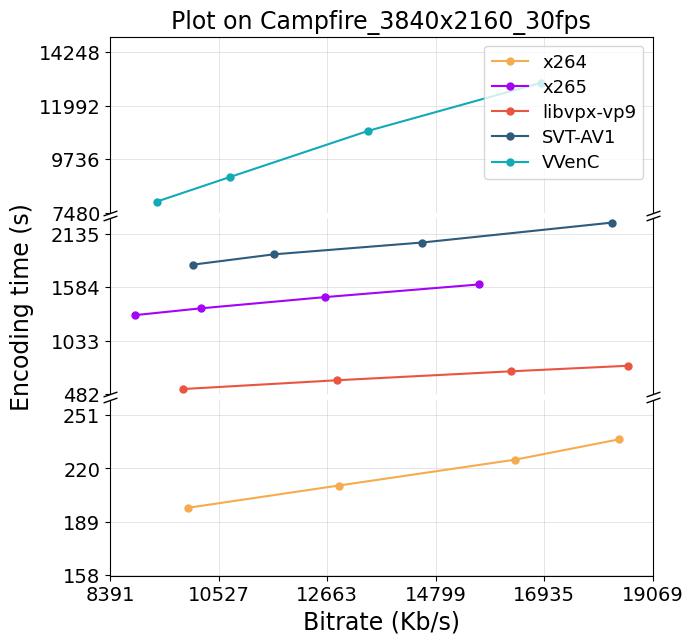 Plot on Campfire_3840x2160_30fps
14248
11992
9736
7480
2135
1584
1033
482
251
220
189
158
Encoding time (s)
x264
x265
libvpx-vp9
SVT-AV1
VVenC
8391 10527 12663 14799 16935 19069
Bitrate (Kb/s)